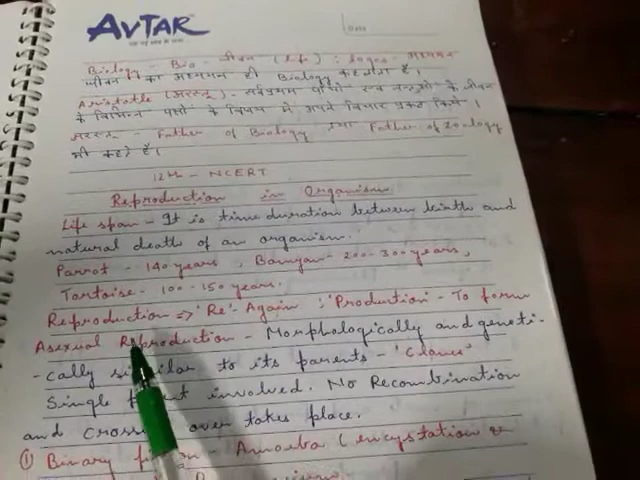 AVTAR
Date
Biology - Bio - जीवन (life) : logos - अध्ययन
जीवन का अध्ययन ही Biology कहलाता है।
Aristotle (अरस्तू) - सर्वप्रथम पौधों एवं जन्तुओं के जीवन
के विभिन्न पक्षों के विषय में अपने विचार प्रकट किये।
अरस्तू - Father of Biology तथा Father of Zoology
भी कहते हैं।
12th - NCERT
Reproduction in Organism
Life span - It is time duration between birth and
natural death of an organism.
Parrot - 140 years, Banyan - 200-300 years,
Tortoise - 100-150 years.
Reproduction => 'Re' - Again ; 'Production' - To form
Asexual Reproduction - Morphologically and geneti-
-cally similar to its parents - 'Clones'
Single involved. No Recombination
and crossing over takes place.
① Binary fission - Amoeba (encystation